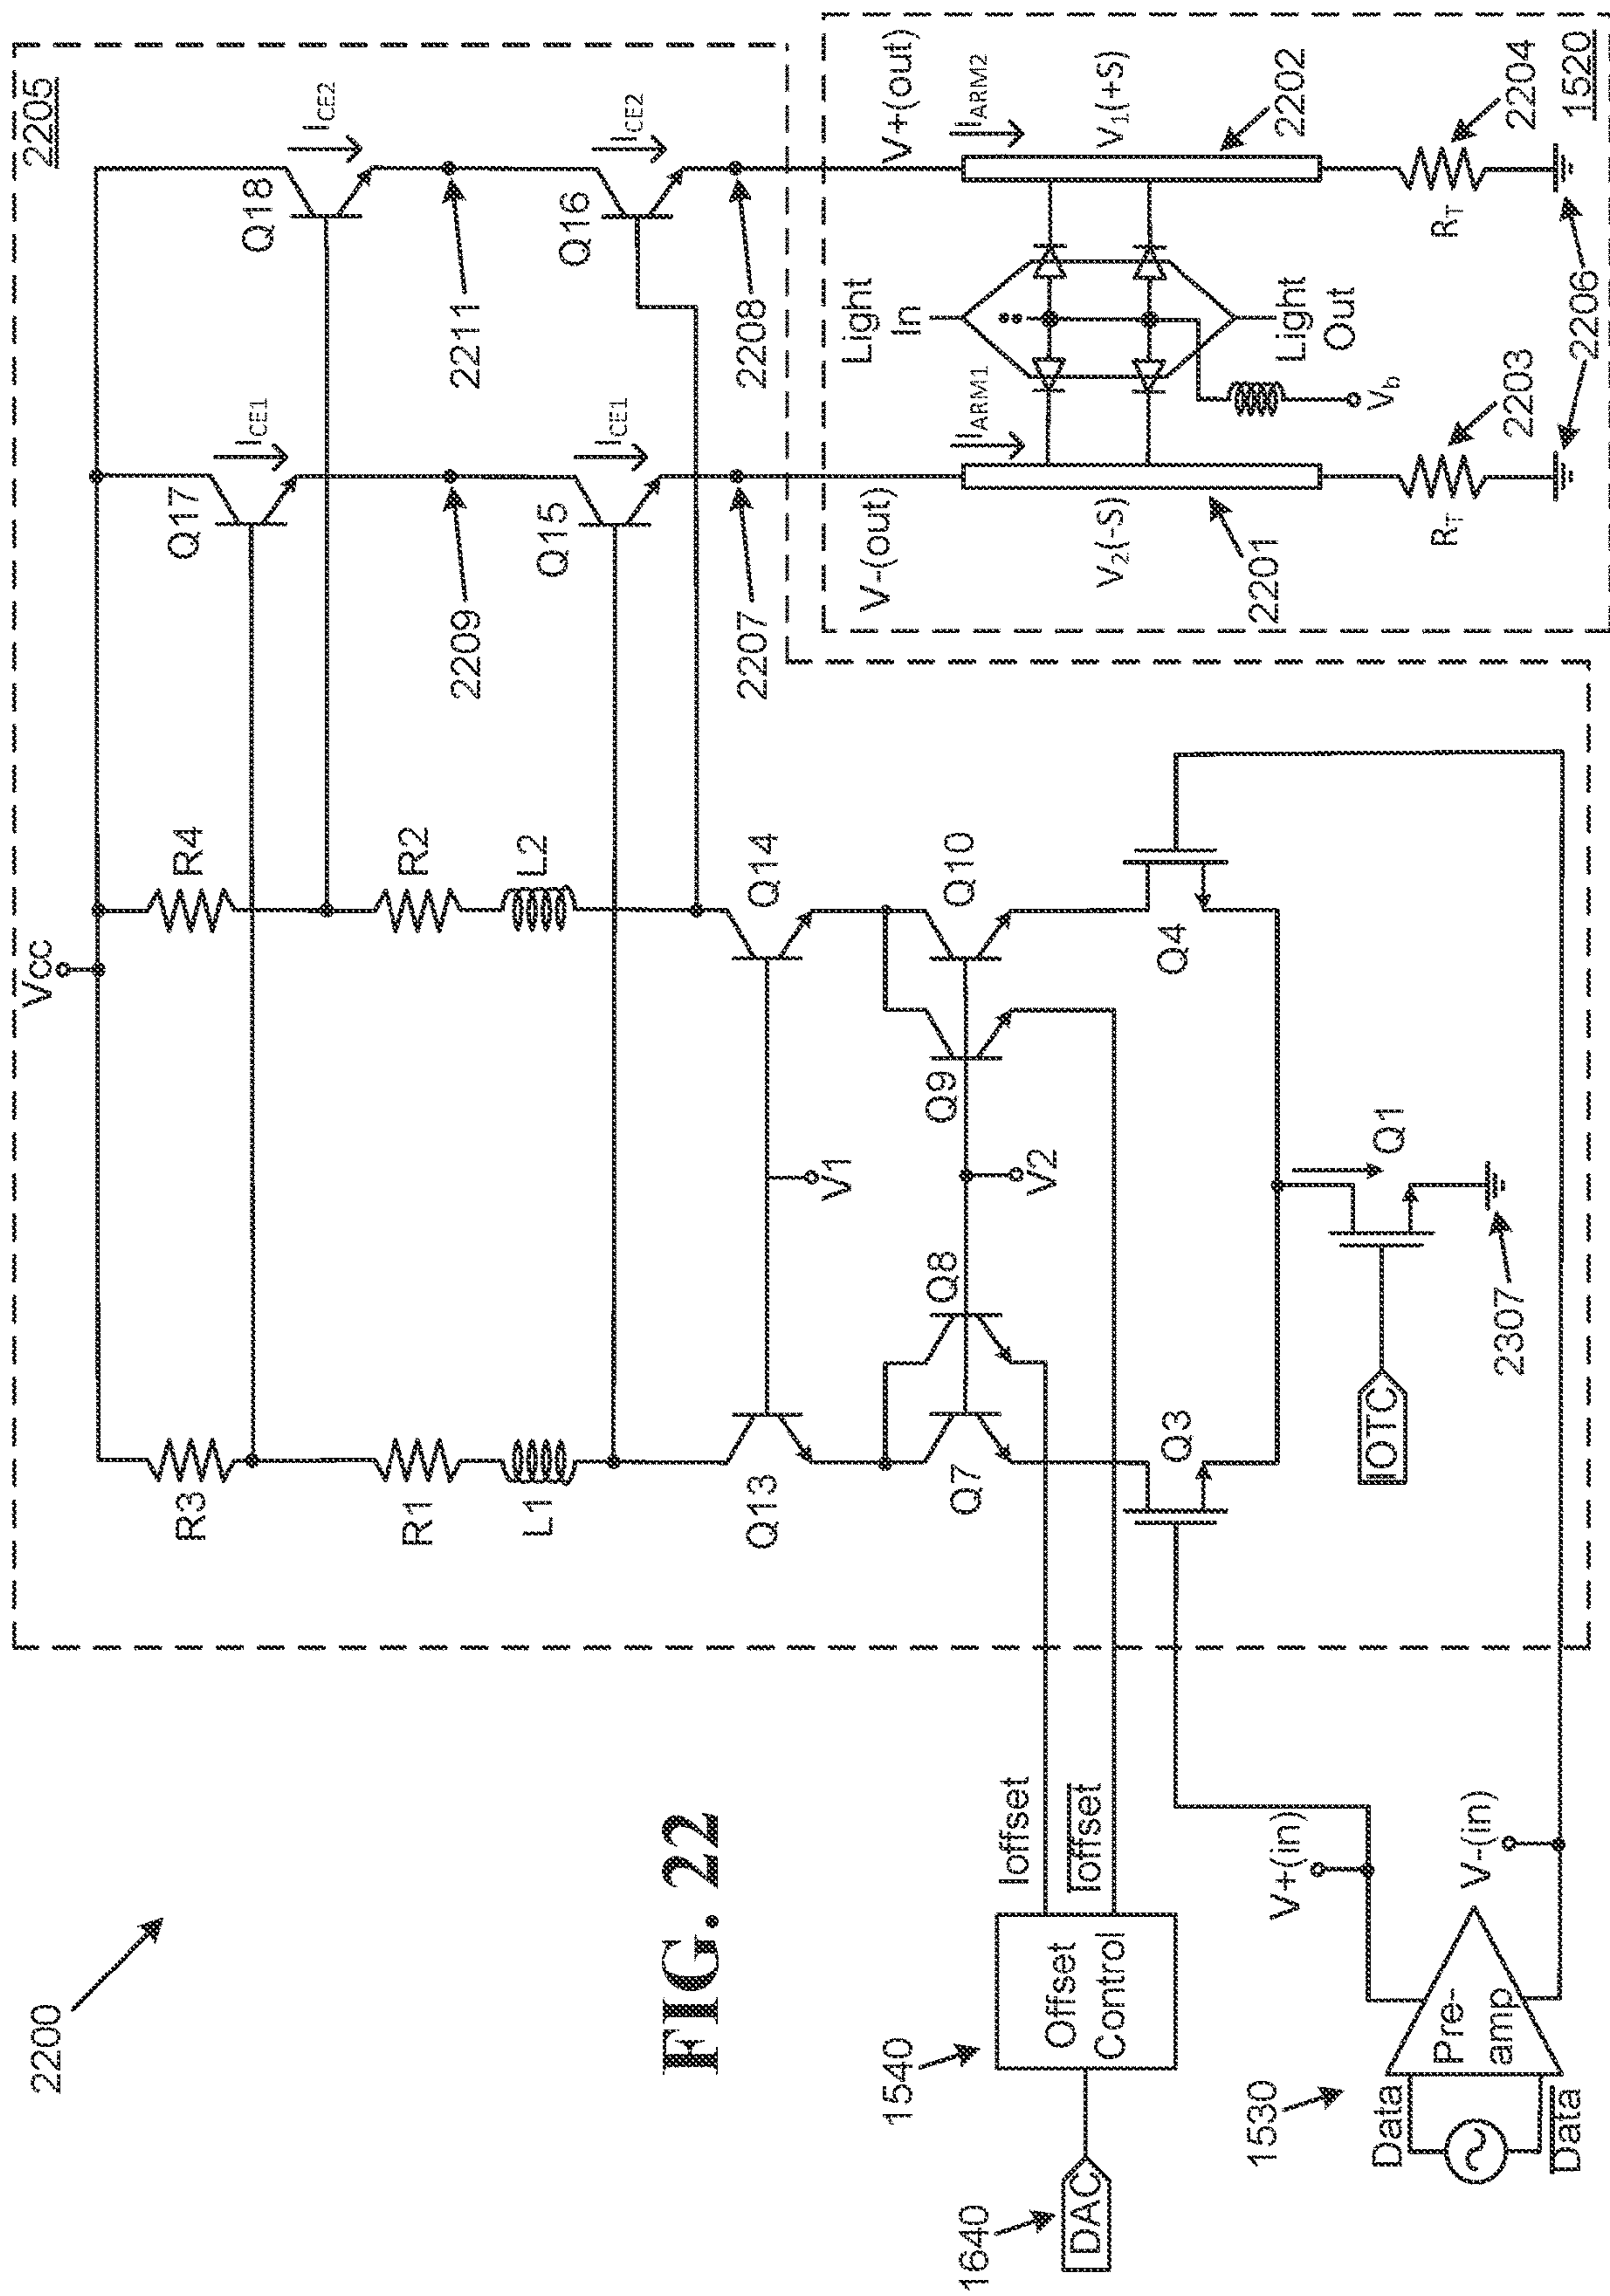 2200
FIG. 22
2205
Vcc
R3
R4
Q17
Q18
ICE1
ICE2
R1
R2
L1
L2
2209
2211
Q15
Q16
ICE1
ICE2
Q13
Q14
V1
2207
2208
Q7
Q8
Q9
Q10
V2
V-(out)
V+(out)
Light
In
IARM1
IARM2
V2(-S)
V1(+S)
2201
2202
Light
Out
Vb
RT
RT
2203
2204
2206
1520
Q3
Q4
Q1
IOTC
2307
Ioffset
Ioffset
1540
Offset
Control
1640
DAC
V+(in)
V-(in)
1530
Pre-
amp
Data
Data